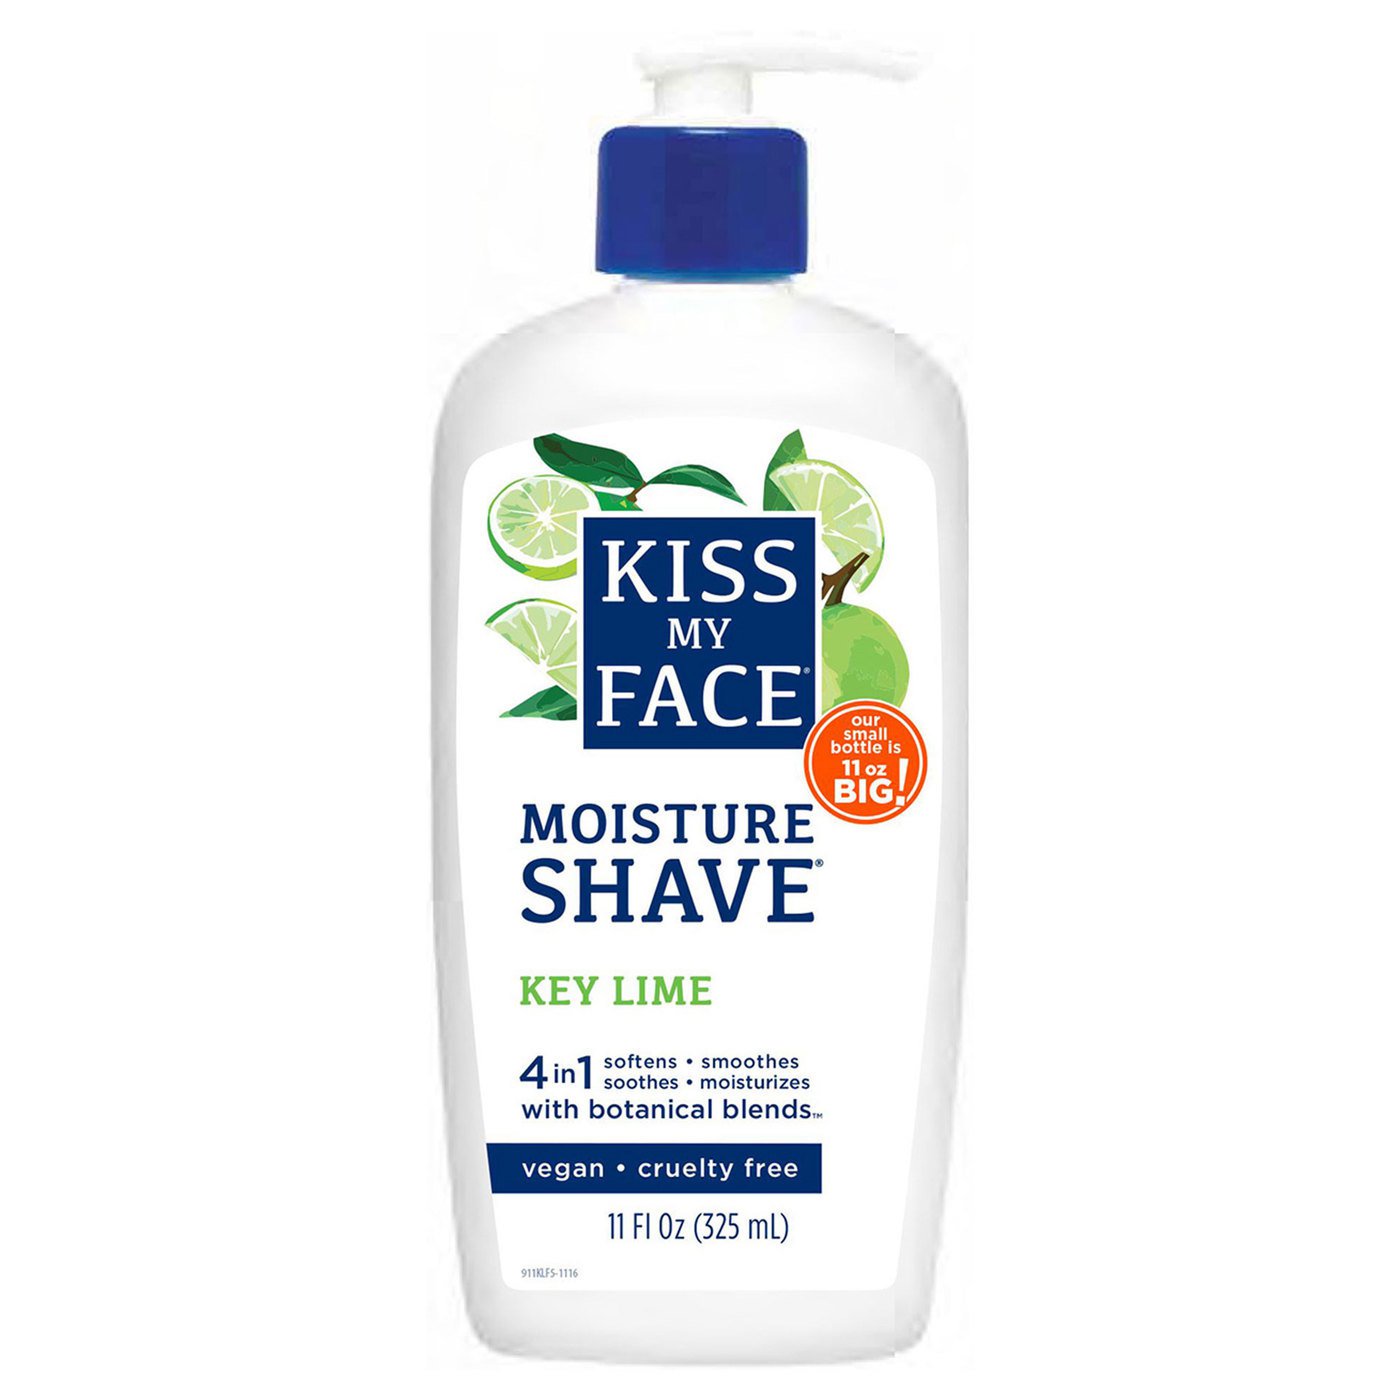 KISS
MY
FACE®
our
small
bottle is
11 oz
BIG!
MOISTURE
SHAVE®
KEY LIME
4 in 1 softens • smoothes
soothes • moisturizes
with botanical blends™
vegan • cruelty free
11 Fl Oz (325 mL)
911KLFS-1116